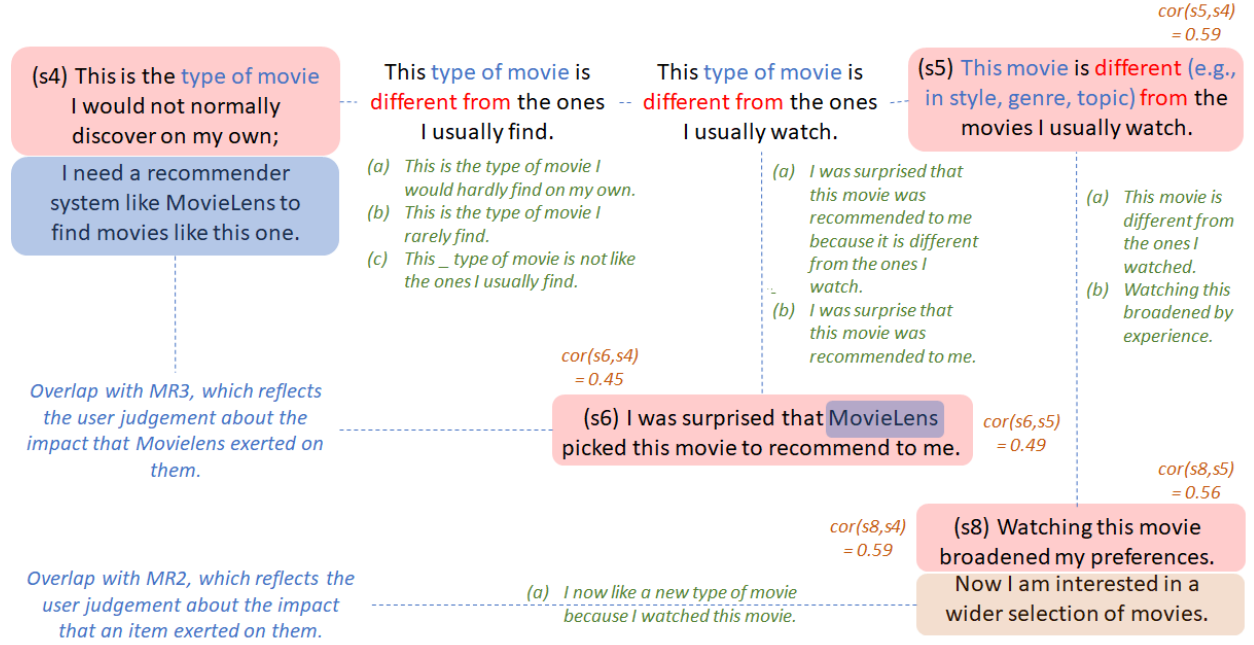 cor(s5,s4)
= 0.59
(s4) This is the type of movie
I would not normally
discover on my own;
I need a recommender
system like MovieLens to
find movies like this one.
This type of movie is
different from the ones
I usually find.
(a) This is the type of movie I
would hardly find on my own.
(b) This is the type of movie I
rarely find.
(c) This _ type of movie is not like
the ones I usually find.
This type of movie is
different from the ones
I usually watch.
(a) I was surprised that
this movie was
recommended to me
because it is different
from the ones I
watch.
(b) I was surprise that
this movie was
recommended to me.
(s5) This movie is different (e.g.,
in style, genre, topic) from the
movies I usually watch.
(a) This movie is
different from
the ones I
watched.
(b) Watching this
broadened by
experience.
Overlap with MR3, which reflects
the user judgement about the
impact that Movielens exerted on
them.
cor(s6,s4)
= 0.45
(s6) I was surprised that MovieLens
picked this movie to recommend to me.
cor(s6,s5)
= 0.49
cor(s8,s5)
= 0.56
cor(s8,s4)
= 0.59
(s8) Watching this movie
broadened my preferences.
Now I am interested in a
wider selection of movies.
(a) I now like a new type of movie
because I watched this movie.
Overlap with MR2, which reflects the
user judgement about the impact
that an item exerted on them.